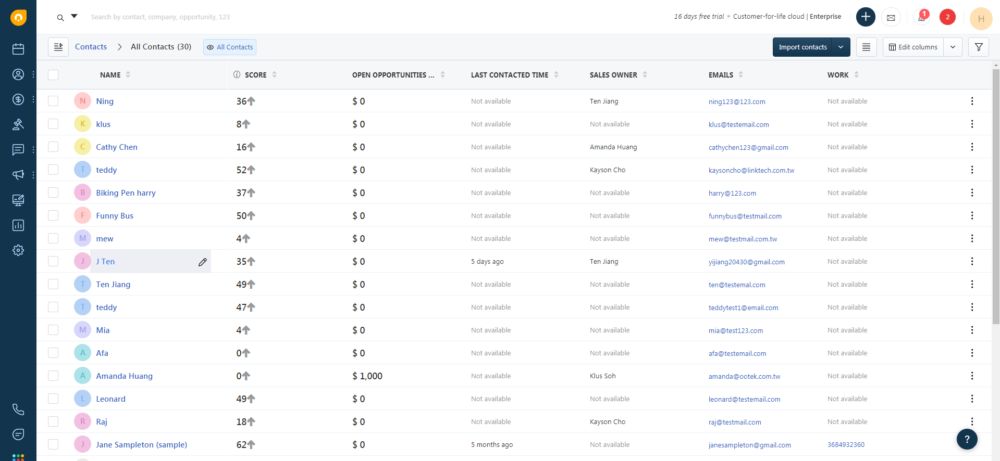 Search by contact, company, opportunity, 123
16 days free trial • Customer-for-life cloud | Enterprise
1
2
H
Contacts > All Contacts (30) All Contacts
Import contacts
Edit columns
NAME SCORE OPEN OPPORTUNITIES ... LAST CONTACTED TIME SALES OWNER EMAILS WORK
N Ning 36 $ 0 Not available Ten Jiang ning123@123.com Not available
K klus 8 $ 0 Not available Not available klus@testemail.com Not available
C Cathy Chen 16 $ 0 Not available Amanda Huang cathychen123@gmail.com Not available
T teddy 52 $ 0 Not available Kayson Cho kaysoncho@linktech.com.tw Not available
B Biking Pen harry 37 $ 0 Not available Not available harry@123.com Not available
F Funny Bus 50 $ 0 Not available Not available funnybus@testmail.com Not available
M mew 4 $ 0 Not available Not available mew@testmail.com.tw Not available
J J Ten 35 $ 0 5 days ago Ten Jiang yijiang20430@gmail.com Not available
T Ten Jiang 49 $ 0 Not available Not available ten@testemal.com Not available
T teddy 47 $ 0 Not available Not available teddytest1@email.com Not available
M Mia 4 $ 0 Not available Not available mia@test123.com Not available
A Afa 0 $ 0 Not available Not available afa@testemail.com Not available
A Amanda Huang 0 $ 1,000 Not available Klus Soh amanda@ootek.com.tw Not available
L Leonard 49 $ 0 Not available Not available leonard@testemail.com Not available
R Raj 18 $ 0 Not available Kayson Cho raj@testmail.com Not available
J Jane Sampleton (sample) 62 $ 0 5 months ago Not available janesampleton@gmail.com 3684932360
?